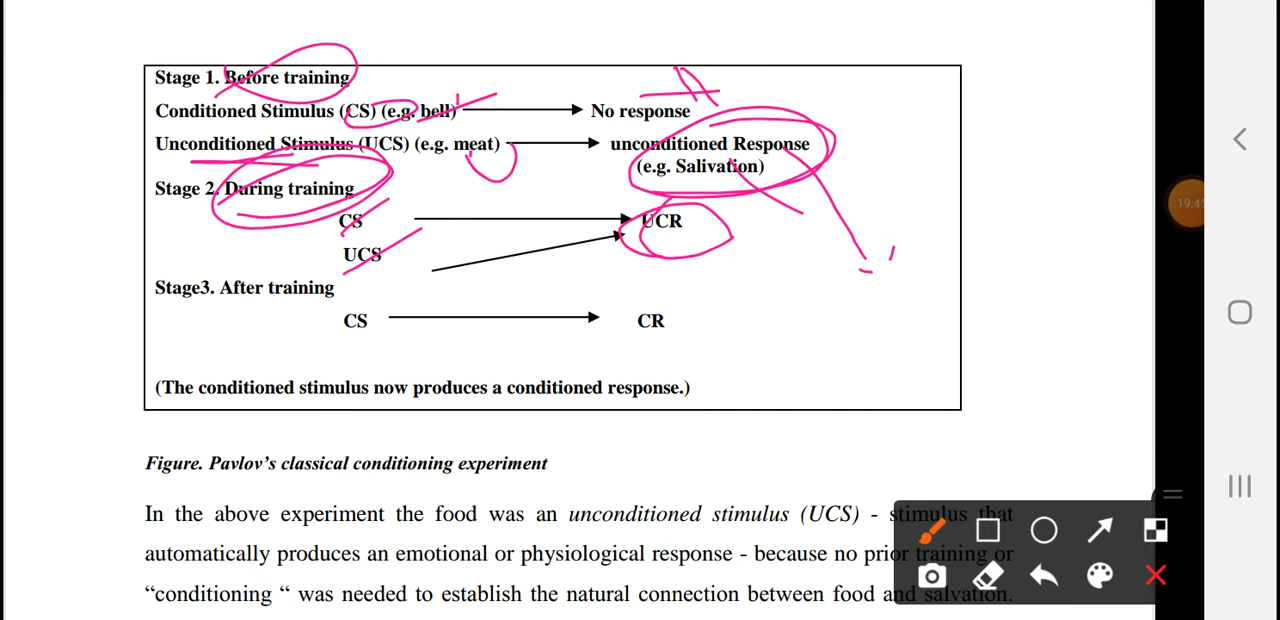 Stage 1. Before training
Conditioned Stimulus (CS) (e.g. bell) No response
Unconditioned Stimulus (UCS) (e.g. meat) unconditioned Response
(e.g. Salivation)
Stage 2. During training
CS UCR
UCS
Stage3. After training
CS CR
(The conditioned stimulus now produces a conditioned response.)
Figure. Pavlov's classical conditioning experiment
In the above experiment the food was an unconditioned stimulus (UCS) - stimulus that
automatically produces an emotional or physiological response - because no prior training or
“conditioning “ was needed to establish the natural connection between food and salvation.
19:41